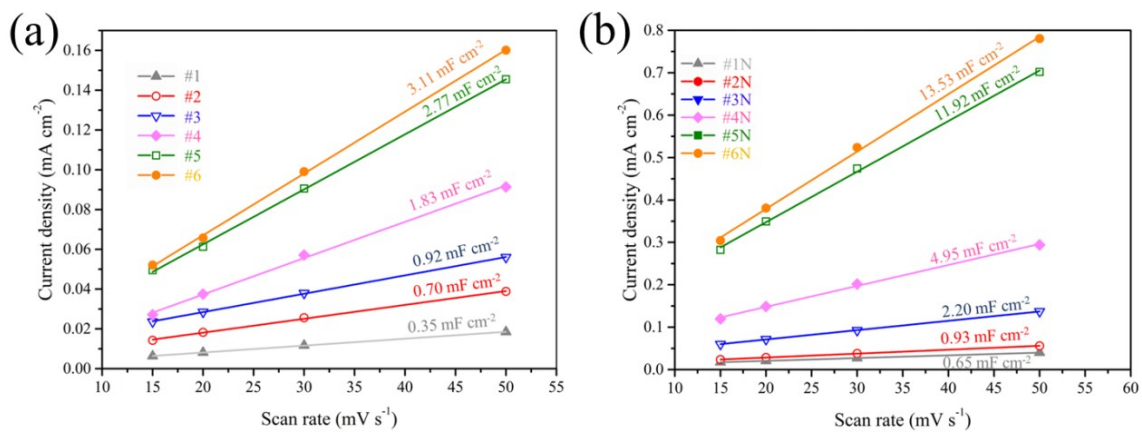 (a)
Current density (mA cm⁻²)
0.16
0.14
0.12
0.10
0.08
0.06
0.04
0.02
0.00
#1
#2
#3
#4
#5
#6
3.11 mF cm⁻²
2.77 mF cm⁻²
1.83 mF cm⁻²
0.92 mF cm⁻²
0.70 mF cm⁻²
0.35 mF cm⁻²
10 15 20 25 30 35 40 45 50 55
Scan rate (mV s⁻¹)
(b)
Current density (mA cm⁻²)
0.8
0.7
0.6
0.5
0.4
0.3
0.2
0.1
0.0
#1N
#2N
#3N
#4N
#5N
#6N
13.53 mF cm⁻²
11.92 mF cm⁻²
4.95 mF cm⁻²
2.20 mF cm⁻²
0.93 mF cm⁻²
0.65 mF cm⁻²
10 15 20 25 30 35 40 45 50 55 60
Scan rate (mV s⁻¹)